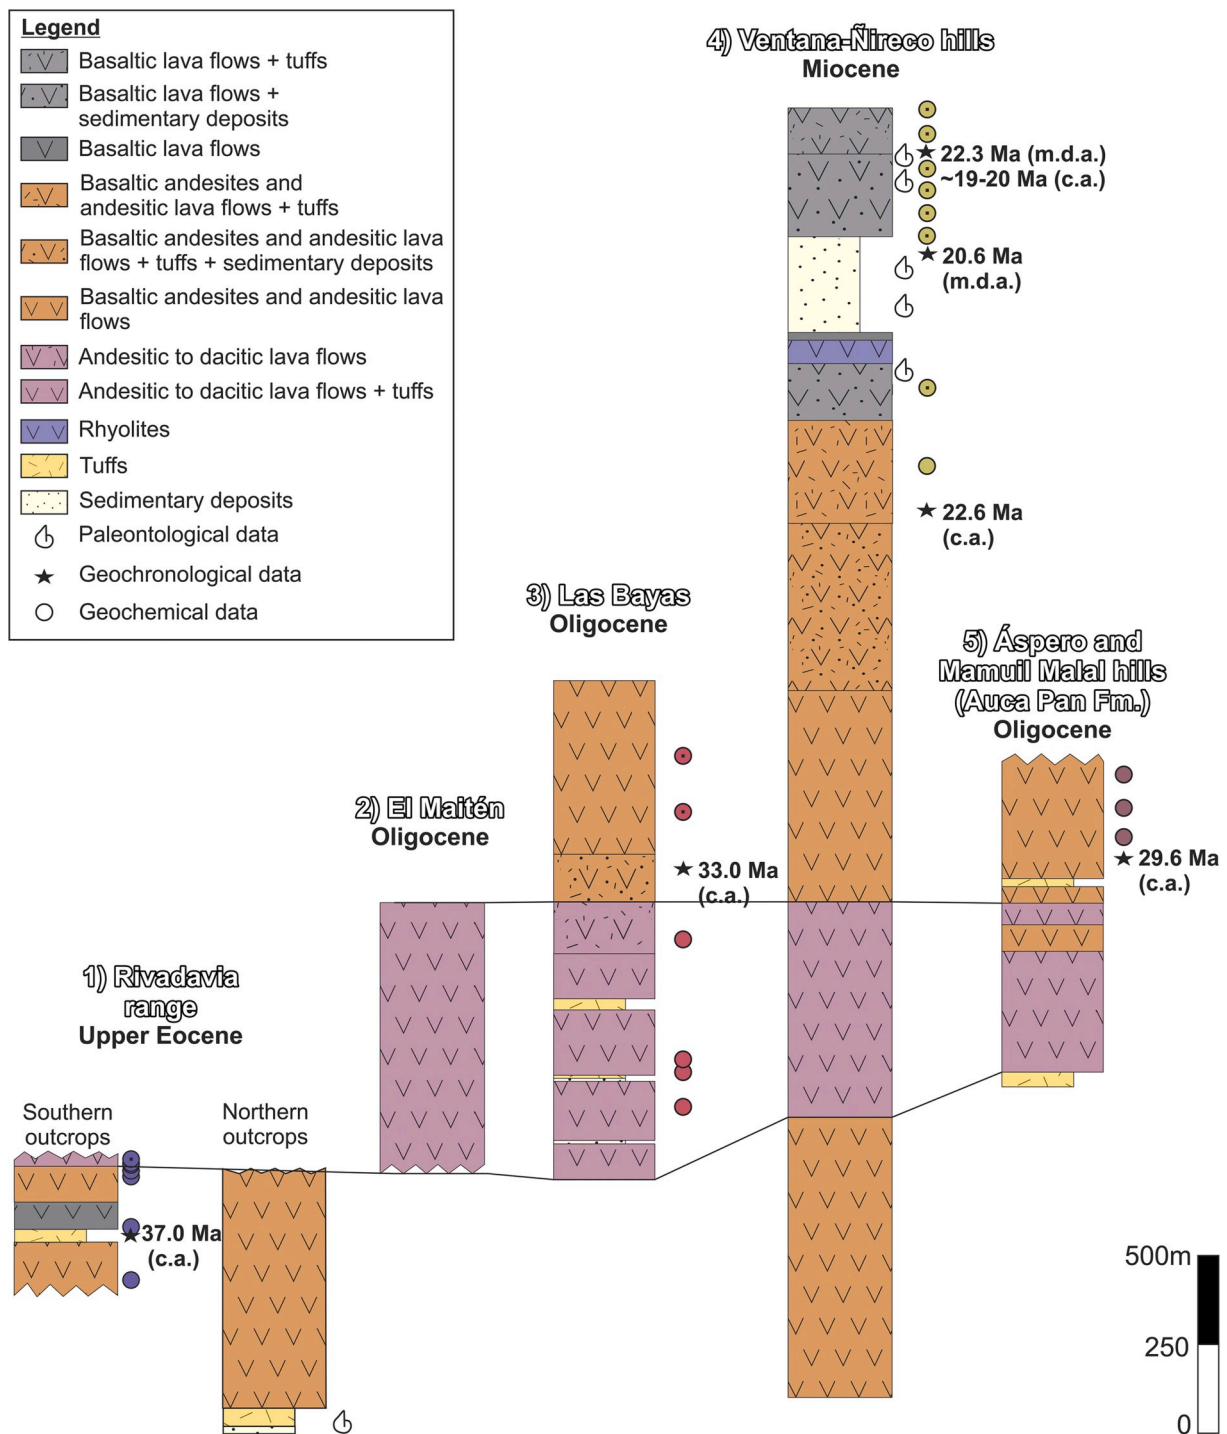 Legend
Basaltic lava flows + tuffs
Basaltic lava flows +
sedimentary deposits
Basaltic lava flows
Basaltic andesites and
andesitic lava flows + tuffs
Basaltic andesites and andesitic lava
flows + tuffs + sedimentary deposits
Basaltic andesites and andesitic lava
flows
Andesitic to dacitic lava flows
Andesitic to dacitic lava flows + tuffs
Rhyolites
Tuffs
Sedimentary deposits
Paleontological data
Geochronological data
Geochemical data
1) Rivadavia
range
Upper Eocene
Southern
outcrops
37.0 Ma
(c.a.)
Northern
outcrops
2) El Maitén
Oligocene
3) Las Bayas
Oligocene
33.0 Ma
(c.a.)
4) Ventana-Ñireco hills
Miocene
22.3 Ma (m.d.a.)
~19-20 Ma (c.a.)
20.6 Ma
(m.d.a.)
22.6 Ma
(c.a.)
5) Áspero and
Mamuil Malal hills
(Auca Pan Fm.)
Oligocene
29.6 Ma
(c.a.)
500m
250
0